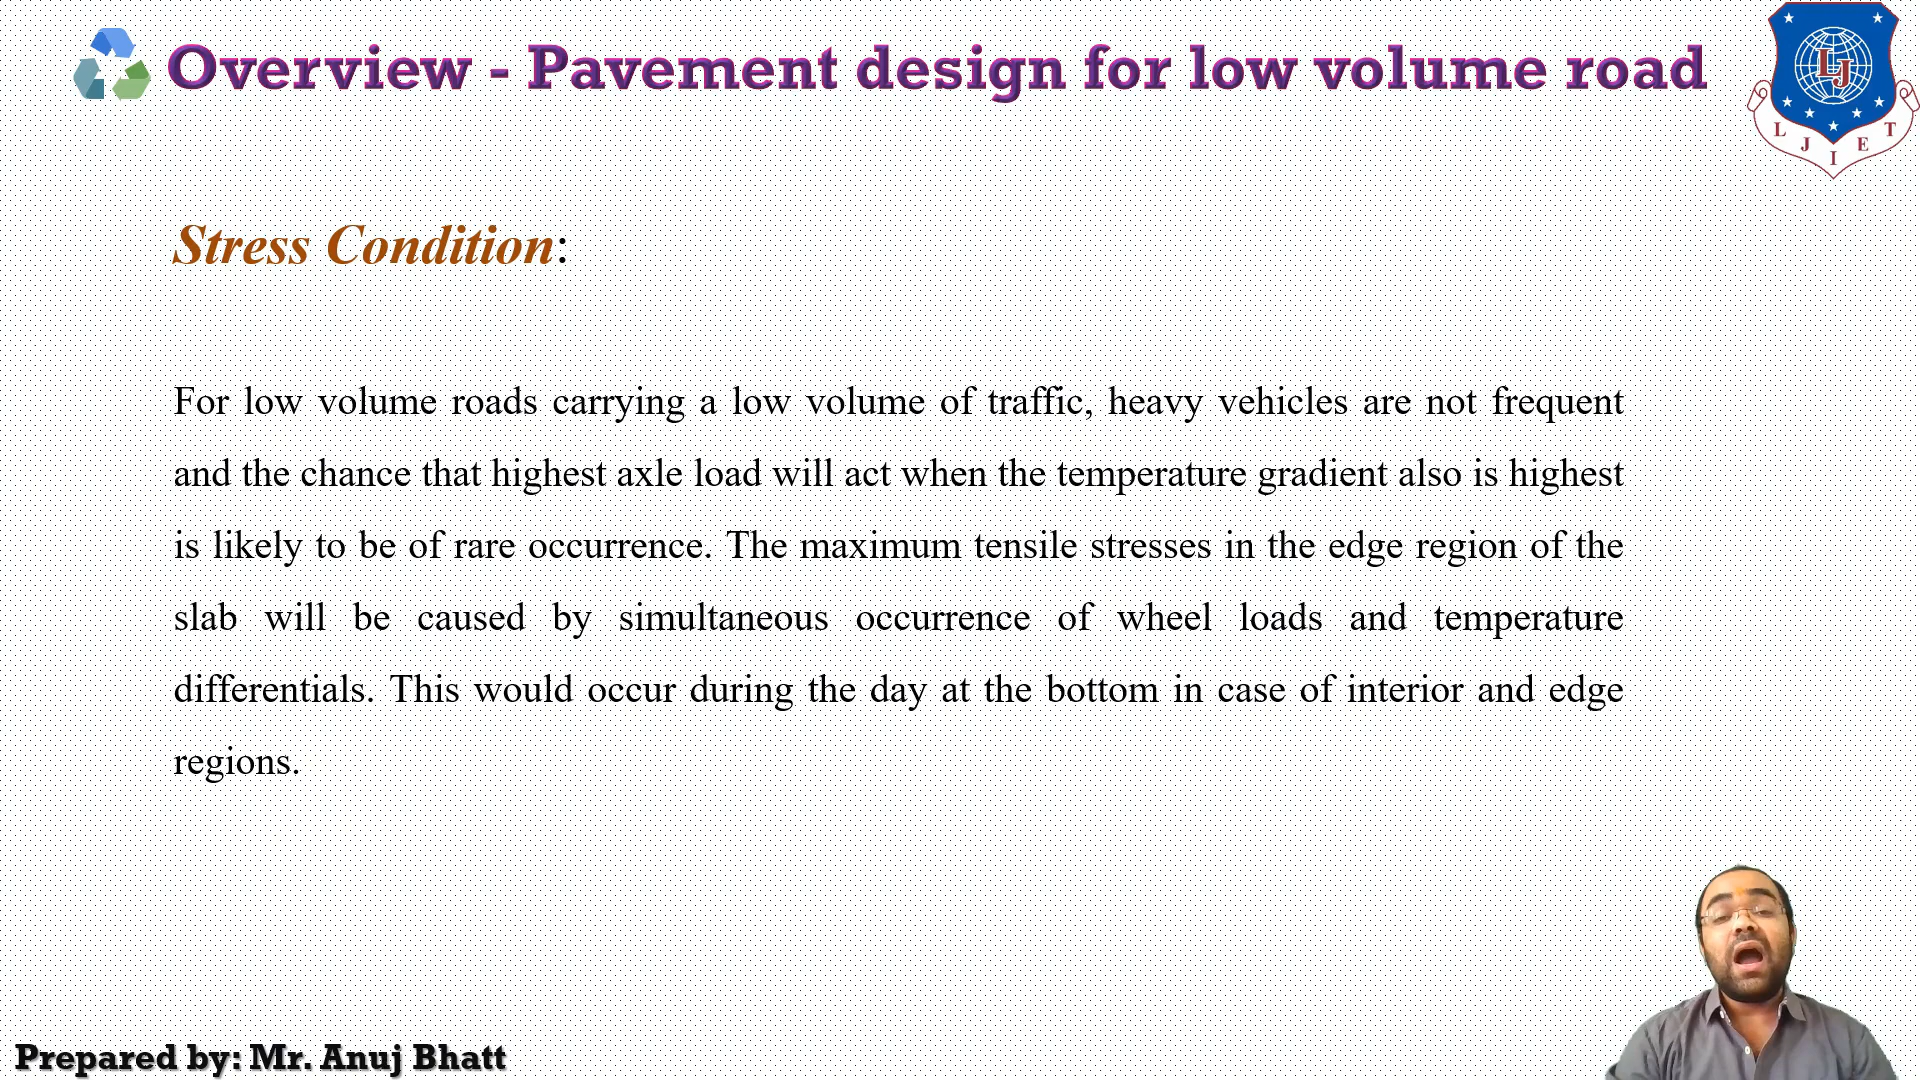 Overview - Pavement design for low volume road
LJ
L J I E T
Stress Condition:
For low volume roads carrying a low volume of traffic, heavy vehicles are not frequent
and the chance that highest axle load will act when the temperature gradient also is highest
is likely to be of rare occurrence. The maximum tensile stresses in the edge region of the
slab will be caused by simultaneous occurrence of wheel loads and temperature
differentials. This would occur during the day at the bottom in case of interior and edge
regions.
Prepared by: Mr. Anuj Bhatt